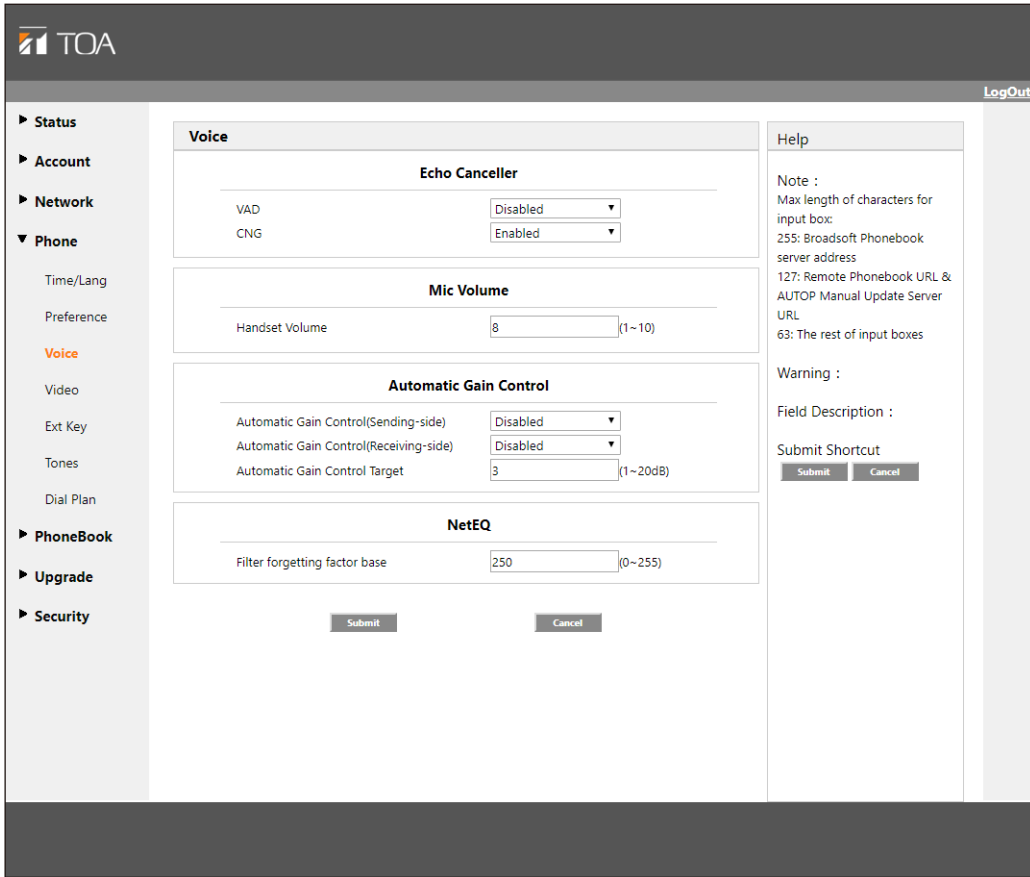 TOA
LogOut
Status
Account
Network
Phone
Time/Lang
Preference
Voice
Video
Ext Key
Tones
Dial Plan
PhoneBook
Upgrade
Security
Voice
Echo Canceller
VAD Disabled
CNG Enabled
Mic Volume
Handset Volume 8 (1~10)
Automatic Gain Control
Automatic Gain Control(Sending-side) Disabled
Automatic Gain Control(Receiving-side) Disabled
Automatic Gain Control Target 3 (1~20dB)
NetEQ
Filter forgetting factor base 250 (0~255)
Submit Cancel
Help
Note :
Max length of characters for
input box:
255: Broadsoft Phonebook
server address
127: Remote Phonebook URL &
AUTOP Manual Update Server
URL
63: The rest of input boxes
Warning :
Field Description :
Submit Shortcut
Submit Cancel